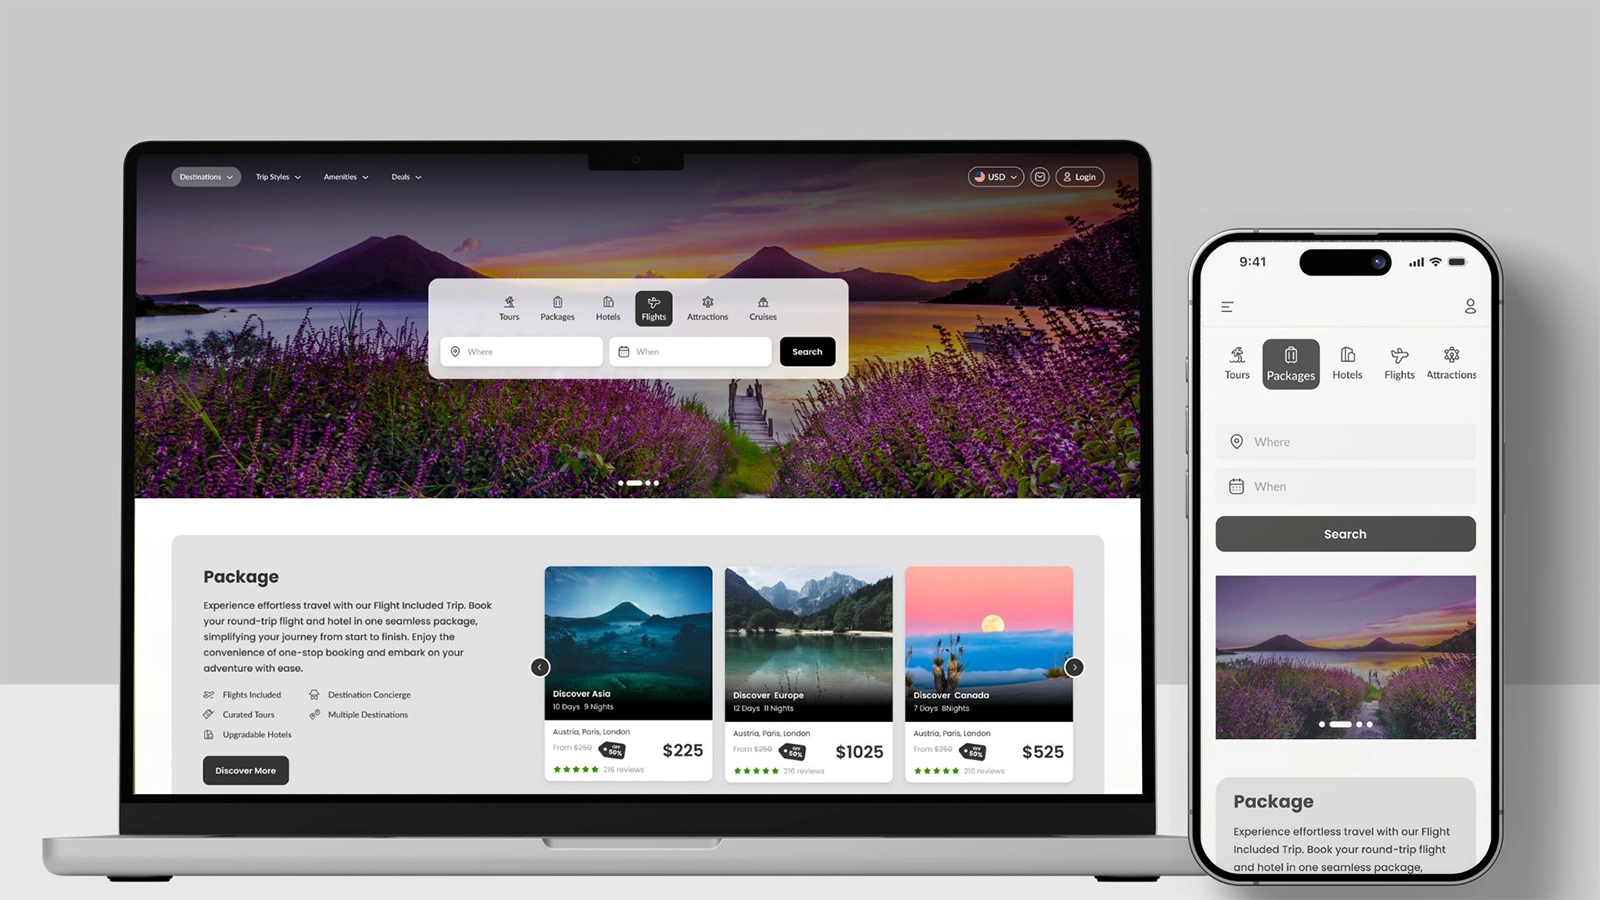 Destinations
Trip Styles
Amenities
Deals
USD
Login
Tours
Packages
Hotels
Flights
Attractions
Cruises
Where
When
Search
Package
Experience effortless travel with our Flight Included Trip. Book
your round-trip flight and hotel in one seamless package,
simplifying your journey from start to finish. Enjoy the
convenience of one-stop booking and embark on your
adventure with ease.
Flights Included
Destination Concierge
Curated Tours
Multiple Destinations
Upgradable Hotels
Discover More
Discover Asia
10 Days 9 Nights
Austria, Paris, London
From $250
OFF
50%
$225
216 reviews
Discover Europe
12 Days 11 Nights
Austria, Paris, London
From $250
OFF
50%
$1025
216 reviews
Discover Canada
7 Days 8Nights
Austria, Paris, London
From $250
OFF
50%
$525
216 reviews
9:41
Tours
Packages
Hotels
Flights
Attractions
Where
When
Search
Package
Experience effortless travel with our Flight
Included Trip. Book your round-trip flight
and hotel in one seamless package,